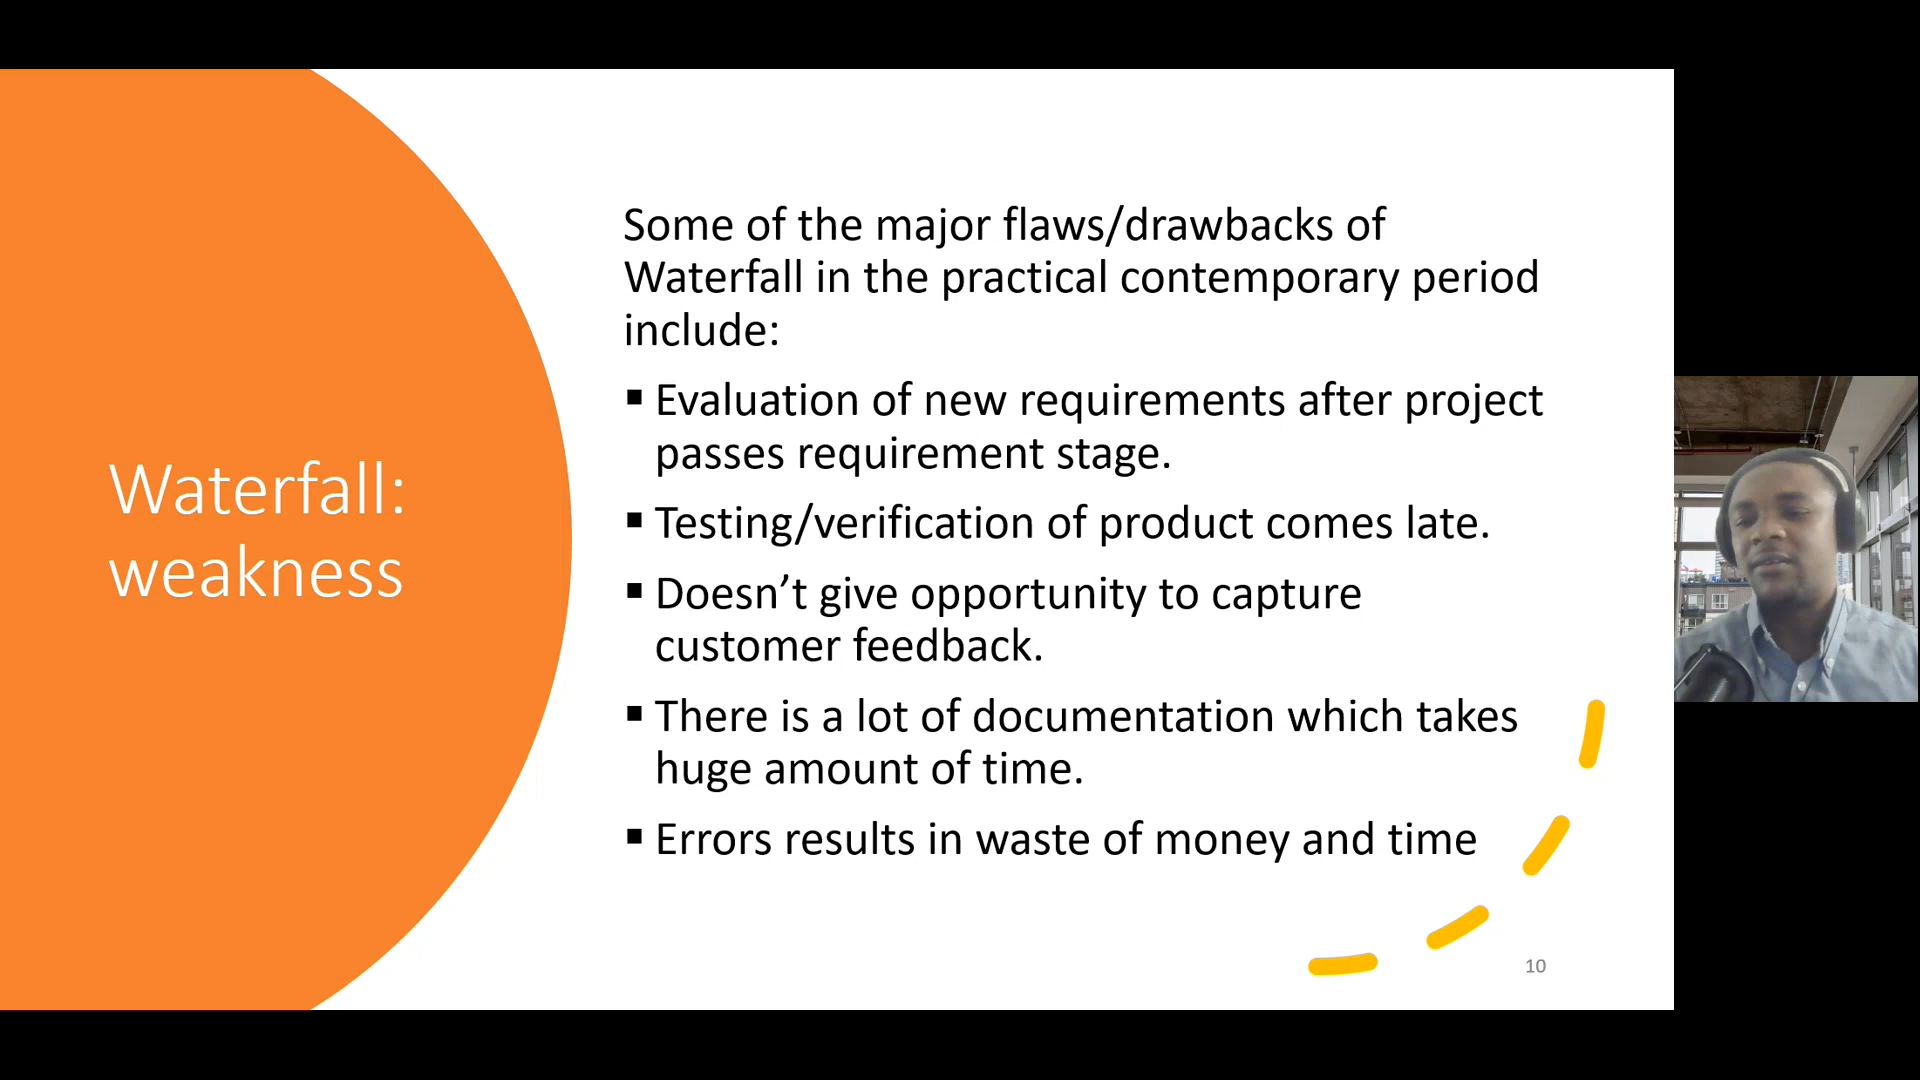 Waterfall:
weakness
Some of the major flaws/drawbacks of
Waterfall in the practical contemporary period
include:
▪ Evaluation of new requirements after project
passes requirement stage.
▪ Testing/verification of product comes late.
▪ Doesn’t give opportunity to capture
customer feedback.
▪ There is a lot of documentation which takes
huge amount of time.
▪ Errors results in waste of money and time
10